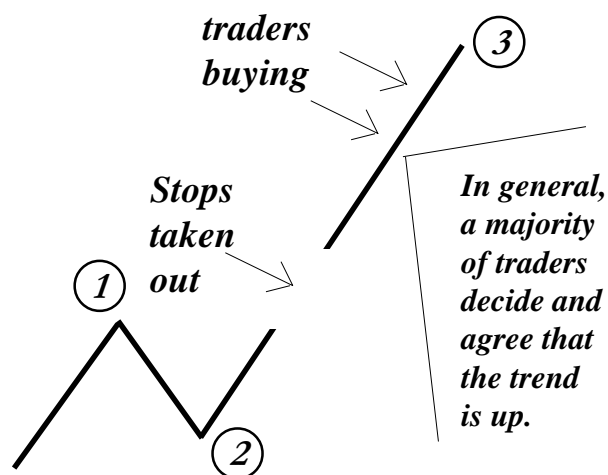 traders
buying
3
Stops
taken
out
1
2
In general,
a majority
of traders
decide and
agree that
the trend
is up.